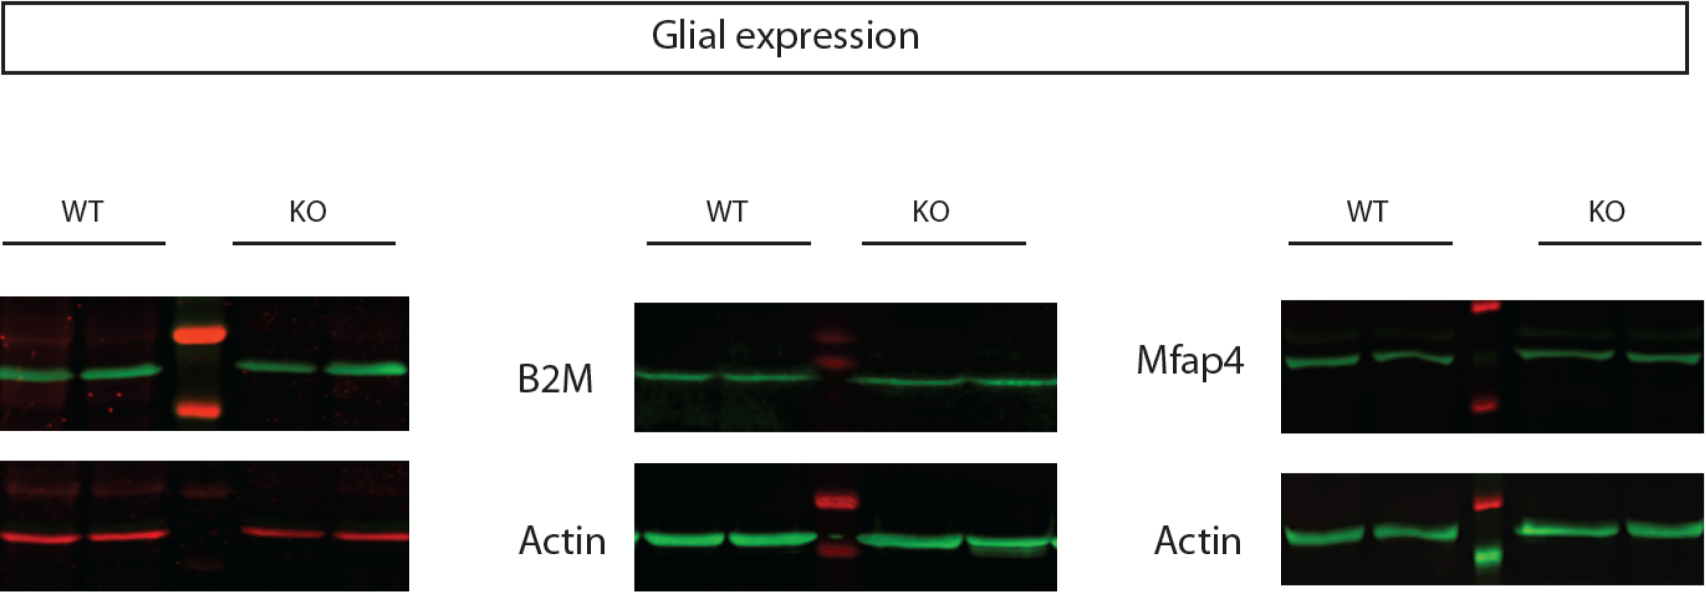 Glial expression
WT KO WT KO WT KO
B2M
Mfap4
Actin
Actin